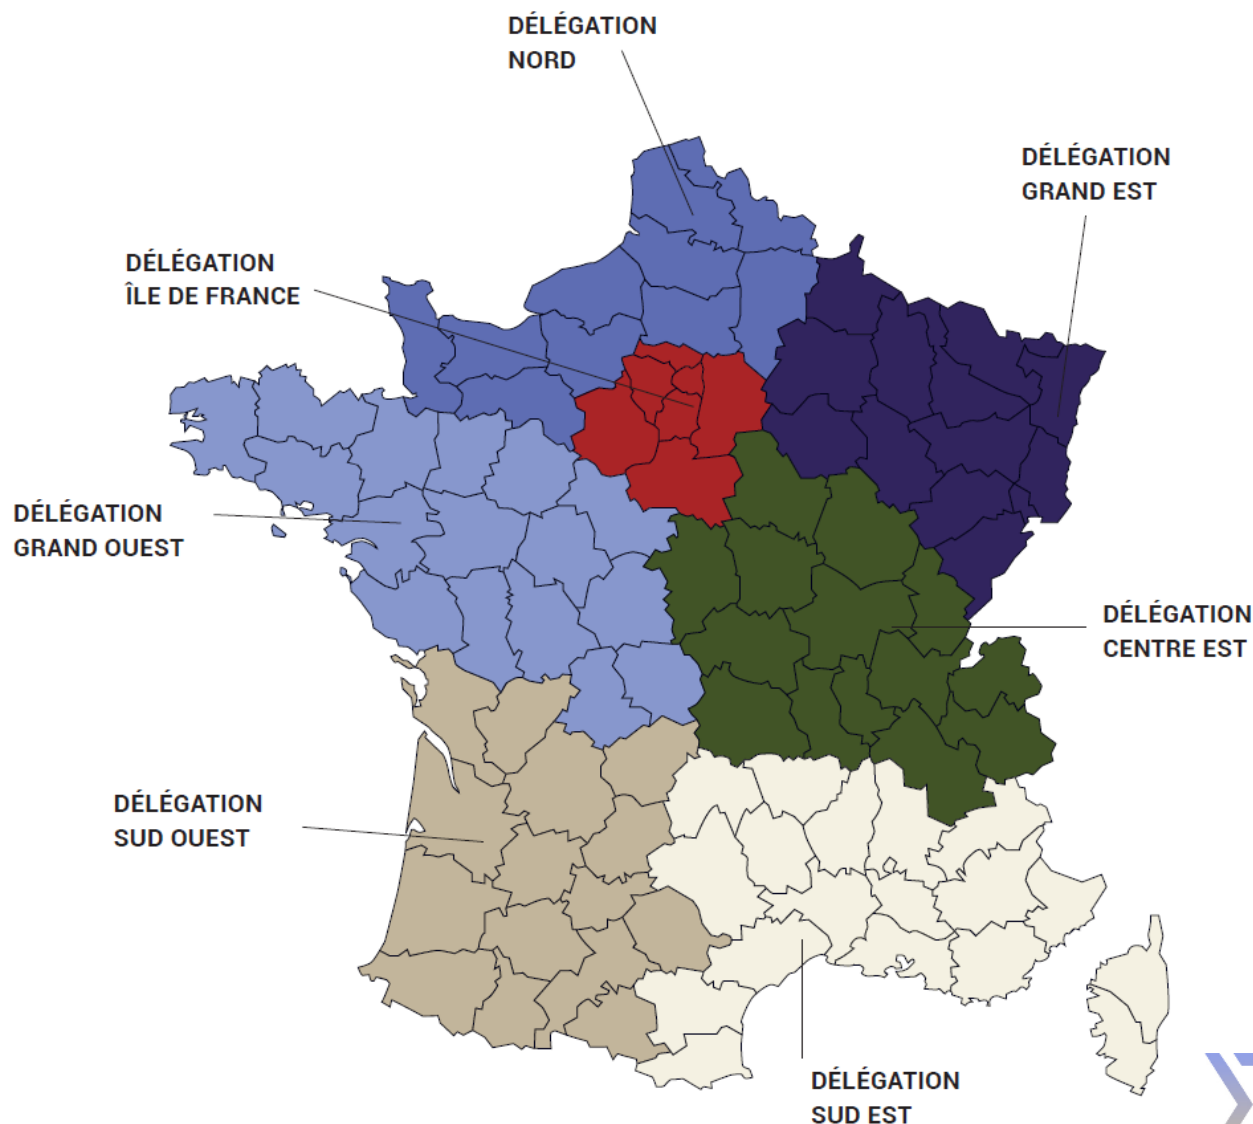 DÉLÉGATION
NORD
DÉLÉGATION
GRAND EST
DÉLÉGATION
ÎLE DE FRANCE
DÉLÉGATION
GRAND OUEST
DÉLÉGATION
CENTRE EST
DÉLÉGATION
SUD OUEST
DÉLÉGATION
SUD EST